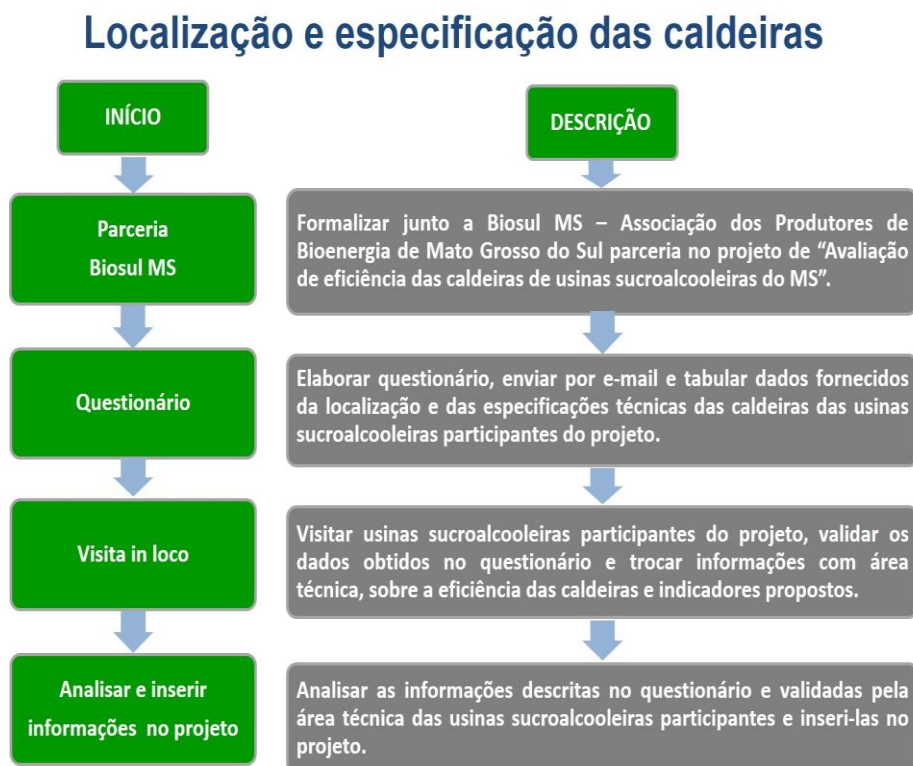 Localização e especificação das caldeiras
INÍCIO
DESCRIÇÃO
Parceria
Biosul MS
Formalizar junto a Biosul MS – Associação dos Produtores de
Bioenergia de Mato Grosso do Sul parceria no projeto de “Avaliação
de eficiência das caldeiras de usinas sucroalcooleiras do MS”.
Questionário
Elaborar questionário, enviar por e-mail e tabular dados fornecidos
da localização e das especificações técnicas das caldeiras das usinas
sucroalcooleiras participantes do projeto.
Visita in loco
Visitar usinas sucroalcooleiras participantes do projeto, validar os
dados obtidos no questionário e trocar informações com área
técnica, sobre a eficiência das caldeiras e indicadores propostos.
Analisar e inserir
informações no projeto
Analisar as informações descritas no questionário e validadas pela
área técnica das usinas sucroalcooleiras participantes e inseri-las no
projeto.